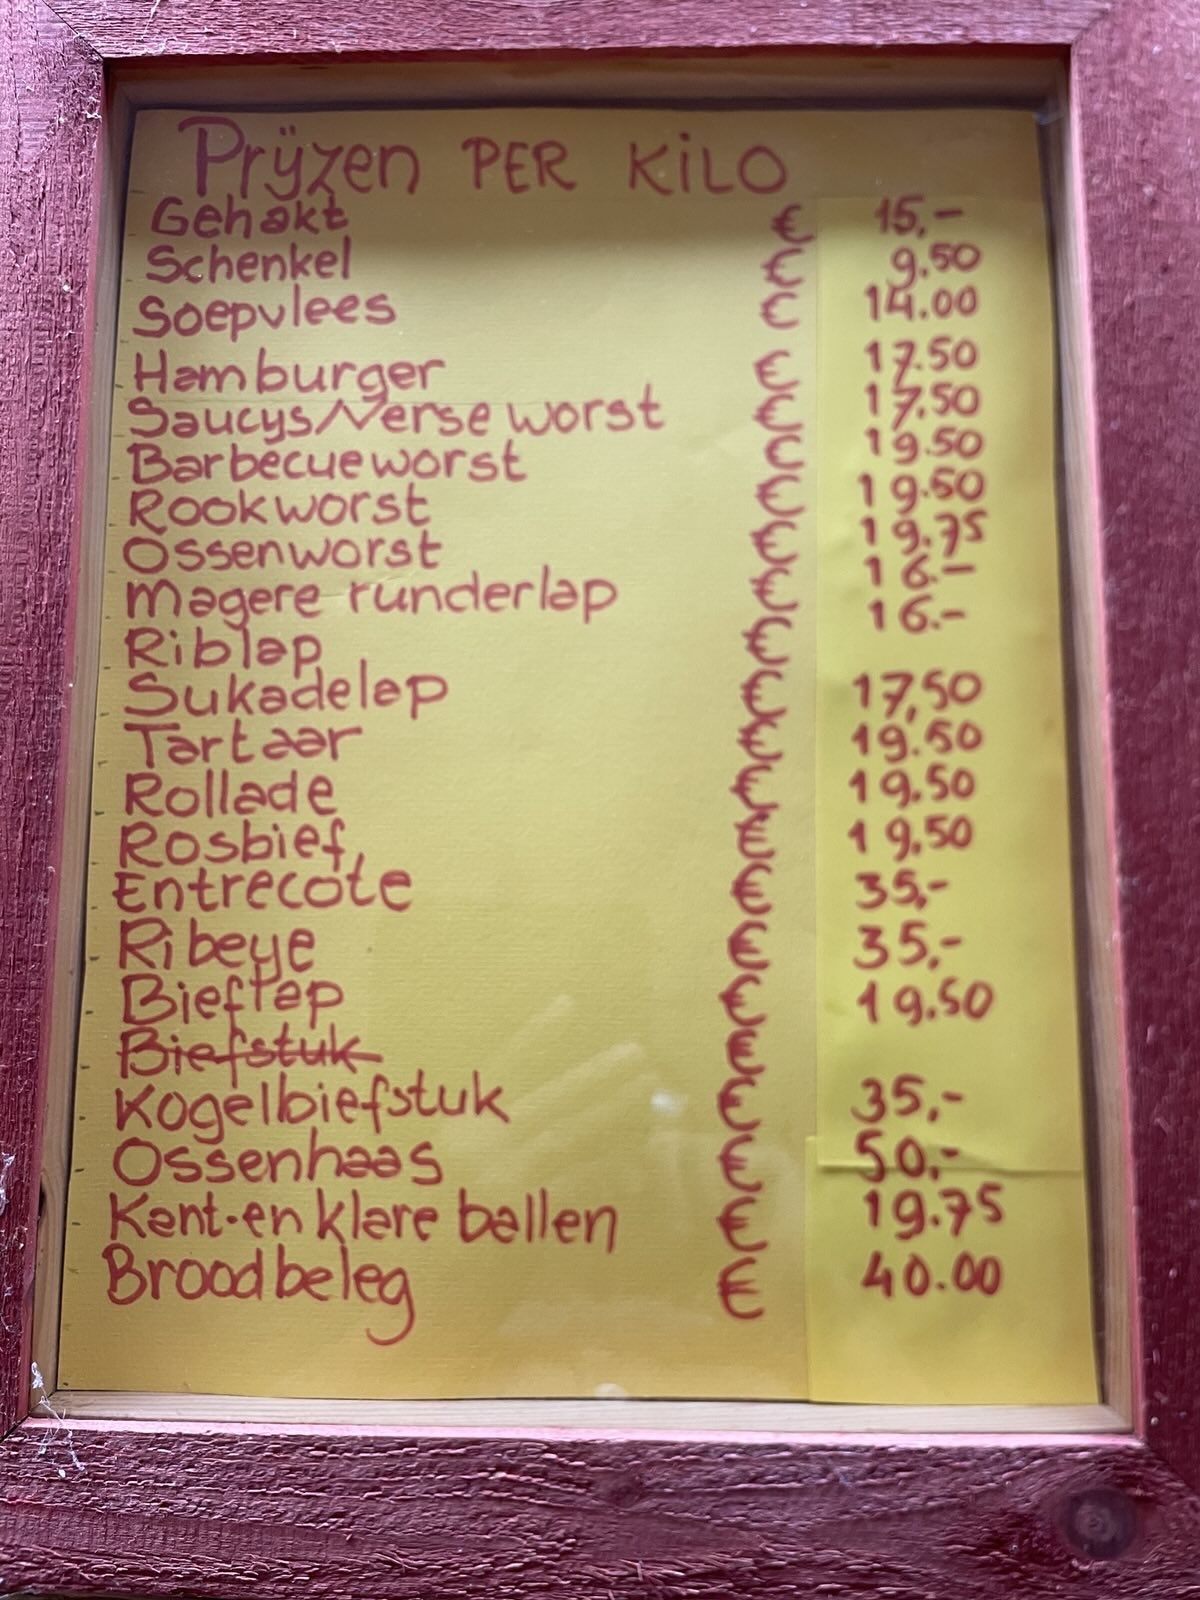 Prÿzen PER KiLO
Gehakt € 15,-
Schenkel € 9.50
Soepvlees € 14.00
Hamburger € 17.50
Saucys/Verse worst € 17.50
Barbecueworst € 19.50
Rookworst € 19.50
Ossenworst € 19.75
Magere runderlap € 16.-
Riblap € 16.-
Sukadelap € 17,50
Tartaar € 19.50
Rollade € 19.50
Rosbief € 19,50
Entrecôte € 35,-
Ribeye € 35,-
Bieflap € 19.50
Biefstuk €
Kogelbiefstuk € 35,-
Ossenhaas € 50,-
Kant-en klare ballen € 19.75
Broodbeleg € 40.00